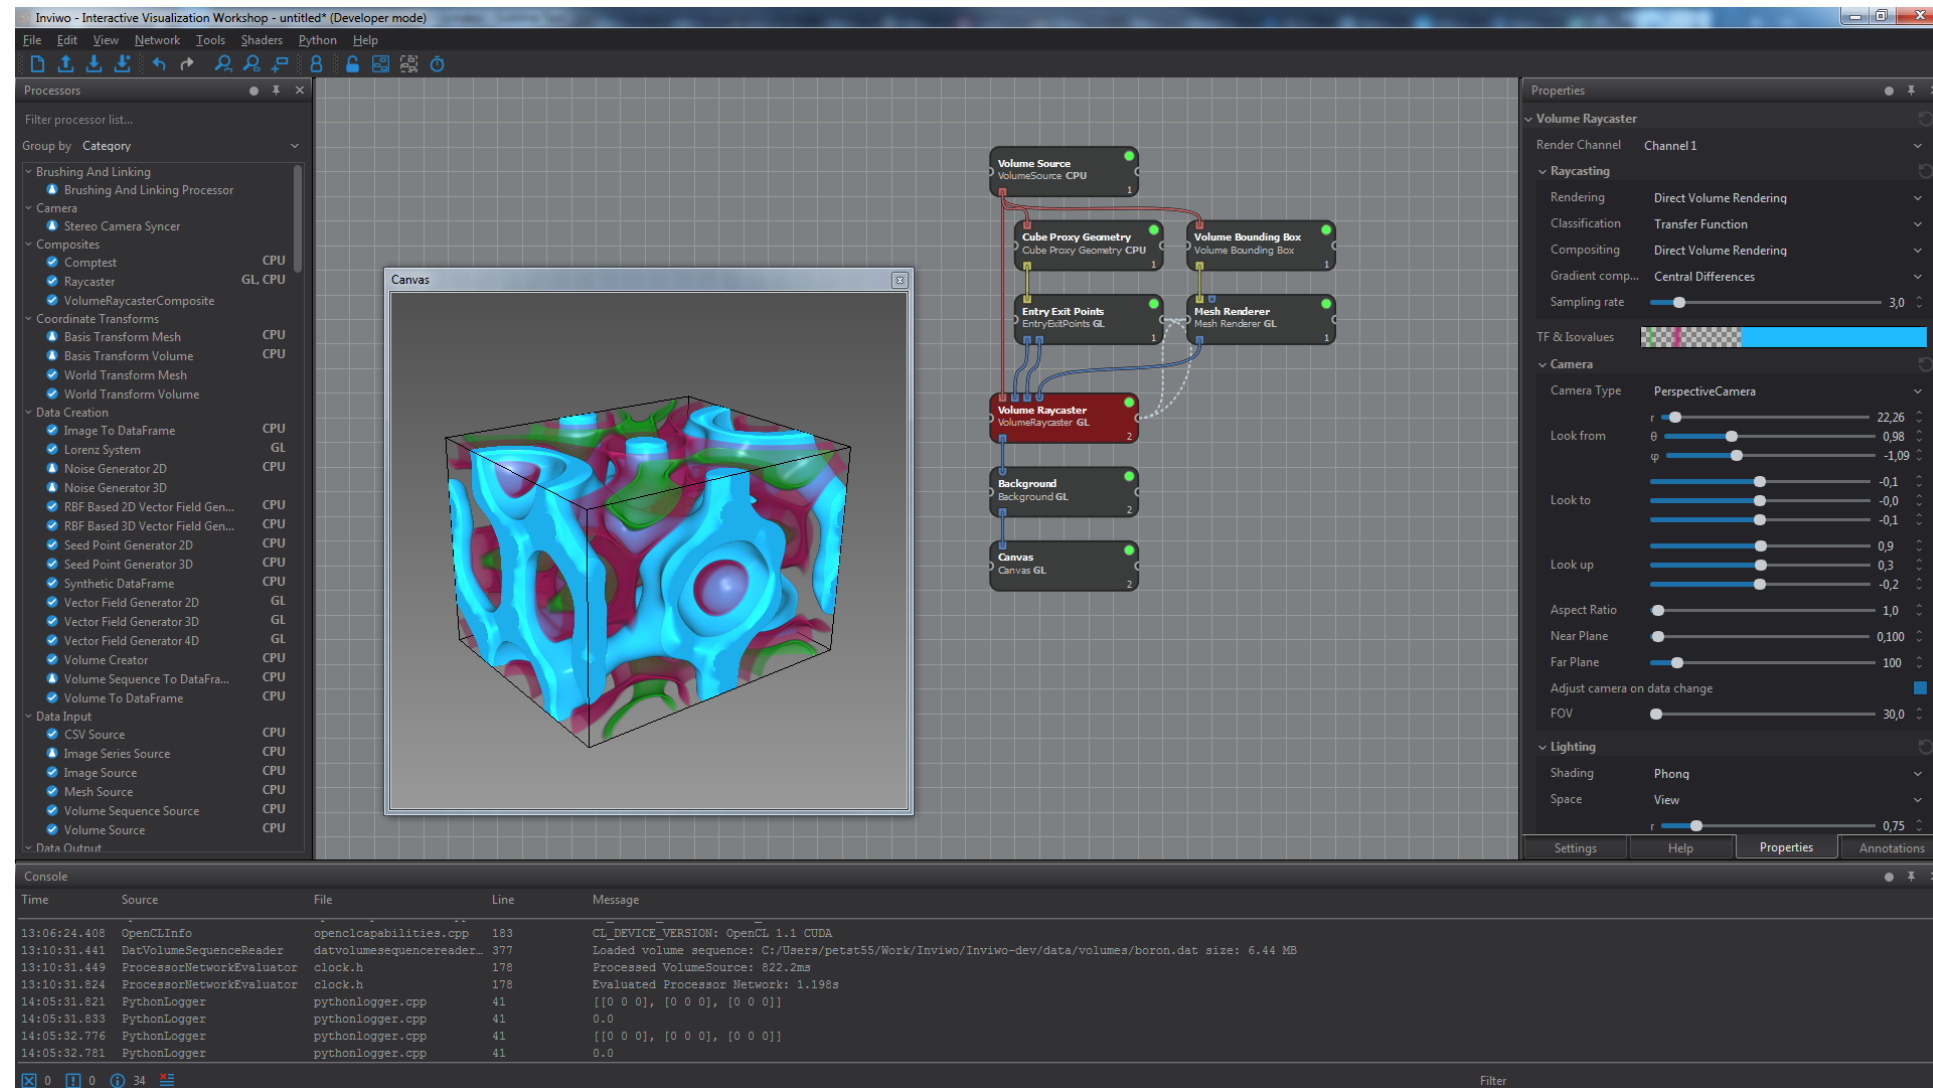 Inviwo - Interactive Visualization Workshop - untitled* (Developer mode)
File Edit View Network Tools Shaders Python Help
Processors
Filter processor list...
Group by Category
Brushing And Linking
Brushing And Linking Processor
Camera
Stereo Camera Syncer
Composites
Comptest CPU
Raycaster GL, CPU
VolumeRaycasterComposite
Coordinate Transforms
Basis Transform Mesh CPU
Basis Transform Volume CPU
World Transform Mesh
World Transform Volume
Data Creation
Image To DataFrame CPU
Lorenz System GL
Noise Generator 2D CPU
Noise Generator 3D
RBF Based 2D Vector Field Gen... CPU
RBF Based 3D Vector Field Gen... CPU
Seed Point Generator 2D CPU
Seed Point Generator 3D CPU
Synthetic DataFrame CPU
Vector Field Generator 2D GL
Vector Field Generator 3D GL
Vector Field Generator 4D GL
Volume Creator CPU
Volume Sequence To DataFra... CPU
Volume To DataFrame CPU
Data Input
CSV Source CPU
Image Series Source CPU
Image Source CPU
Mesh Source CPU
Volume Sequence Source CPU
Volume Source CPU
Data Output
Canvas
Volume Source
VolumeSource CPU
1
Cube Proxy Geometry
Cube Proxy Geometry CPU
1
Volume Bounding Box
Volume Bounding Box
1
Entry Exit Points
EntryExitPoints GL
1
Mesh Renderer
Mesh Renderer GL
1
Volume Raycaster
VolumeRaycaster GL
2
Background
Background GL
2
Canvas
Canvas GL
2
Properties
Volume Raycaster
Render Channel Channel 1
Raycasting
Rendering Direct Volume Rendering
Classification Transfer Function
Compositing Direct Volume Rendering
Gradient comp... Central Differences
Sampling rate 3,0
TF & Isovalues
Camera
Camera Type PerspectiveCamera
r 22,26
Look from θ 0,98
φ -1,09
-0,1
Look to -0,0
-0,1
0,9
Look up 0,3
-0,2
Aspect Ratio 1,0
Near Plane 0,100
Far Plane 100
Adjust camera on data change
FOV 30,0
Lighting
Shading Phong
Space View
r 0,75
Settings Help Properties Annotations
Console
Time Source File Line Message
13:06:24.408 OpenCLInfo openclcapabilities.cpp 183 CL_DEVICE_VERSION: OpenCL 1.1 CUDA
13:10:31.441 DatVolumeSequenceReader datvolumesequencereader... 377 Loaded volume sequence: C:/Users/petst55/Work/Inviwo/Inviwo-dev/data/volumes/boron.dat size: 6.44 MB
13:10:31.449 ProcessorNetworkEvaluator clock.h 178 Processed VolumeSource: 822.2ms
13:10:31.824 ProcessorNetworkEvaluator clock.h 178 Evaluated Processor Network: 1.198s
14:05:31.821 PythonLogger pythonlogger.cpp 41 [[0 0 0], [0 0 0], [0 0 0]]
14:05:31.833 PythonLogger pythonlogger.cpp 41 0.0
14:05:32.776 PythonLogger pythonlogger.cpp 41 [[0 0 0], [0 0 0], [0 0 0]]
14:05:32.781 PythonLogger pythonlogger.cpp 41 0.0
0 0 34 Filter